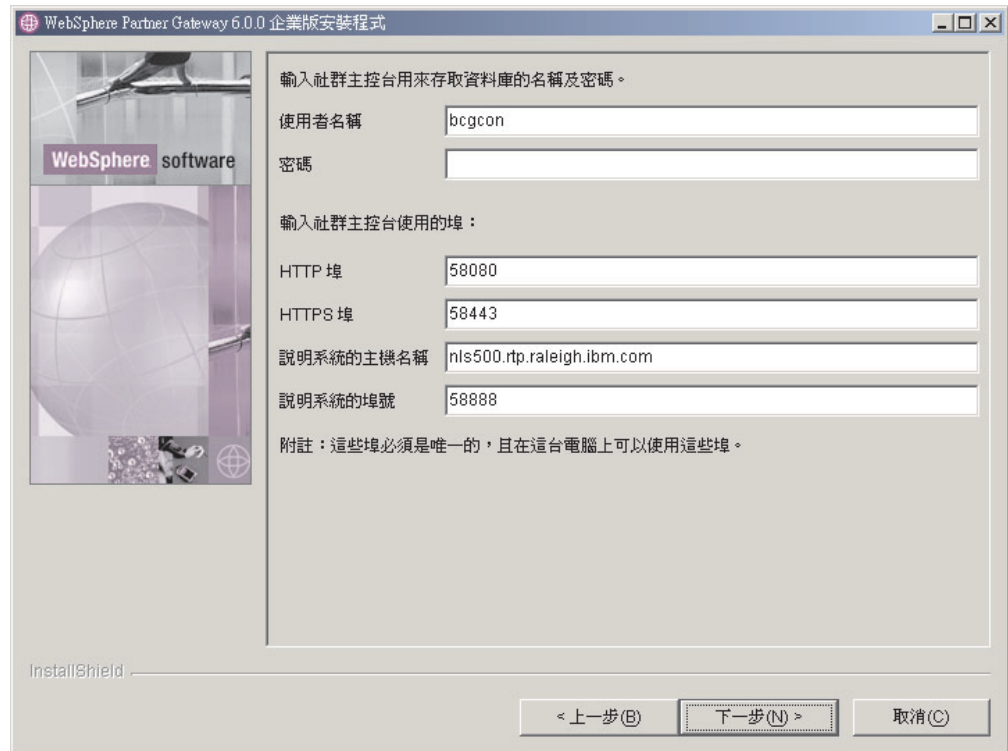 WebSphere Partner Gateway 6.0.0 企業版安裝程式
WebSphere software
輸入社群主控台用來存取資料庫的名稱及密碼。
使用者名稱 bcgcon
密碼
輸入社群主控台使用的埠：
HTTP 埠 58080
HTTPS 埠 58443
說明系統的主機名稱 nls500.rtp.raleigh.ibm.com
說明系統的埠號 58888
附註：這些埠必須是唯一的，且在這台電腦上可以使用這些埠。
InstallShield
< 上一步(B) 下一步(N) > 取消(C)